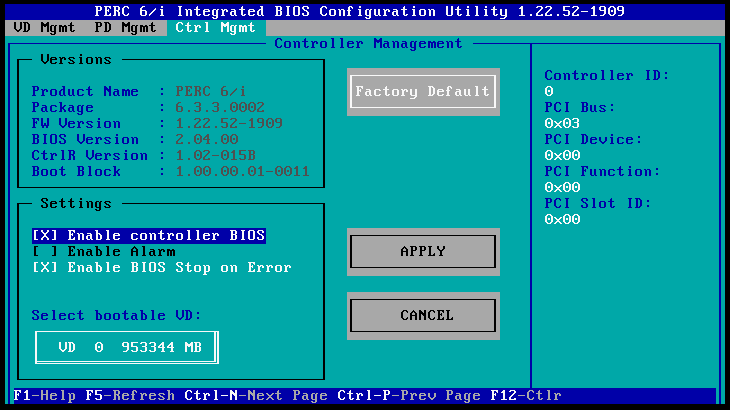 PERC 6/i Integrated BIOS Configuration Utility 1.22.52-1909
VD Mgmt PD Mgmt Ctrl Mgmt
Controller Management
Versions
Product Name : PERC 6/i
Package : 6.3.3.0002
FW Version : 1.22.52-1909
BIOS Version : 2.04.00
CtrlR Version : 1.02-015B
Boot Block : 1.00.00.01-0011
Factory Default
Settings
[X] Enable controller BIOS
[ ] Enable Alarm
[X] Enable BIOS Stop on Error
Select bootable VD:
VD 0 953344 MB
APPLY
CANCEL
Controller ID:
0
PCI Bus:
0x03
PCI Device:
0x00
PCI Function:
0x00
PCI Slot ID:
0x00
F1-Help F5-Refresh Ctrl-N-Next Page Ctrl-P-Prev Page F12-Ctlr